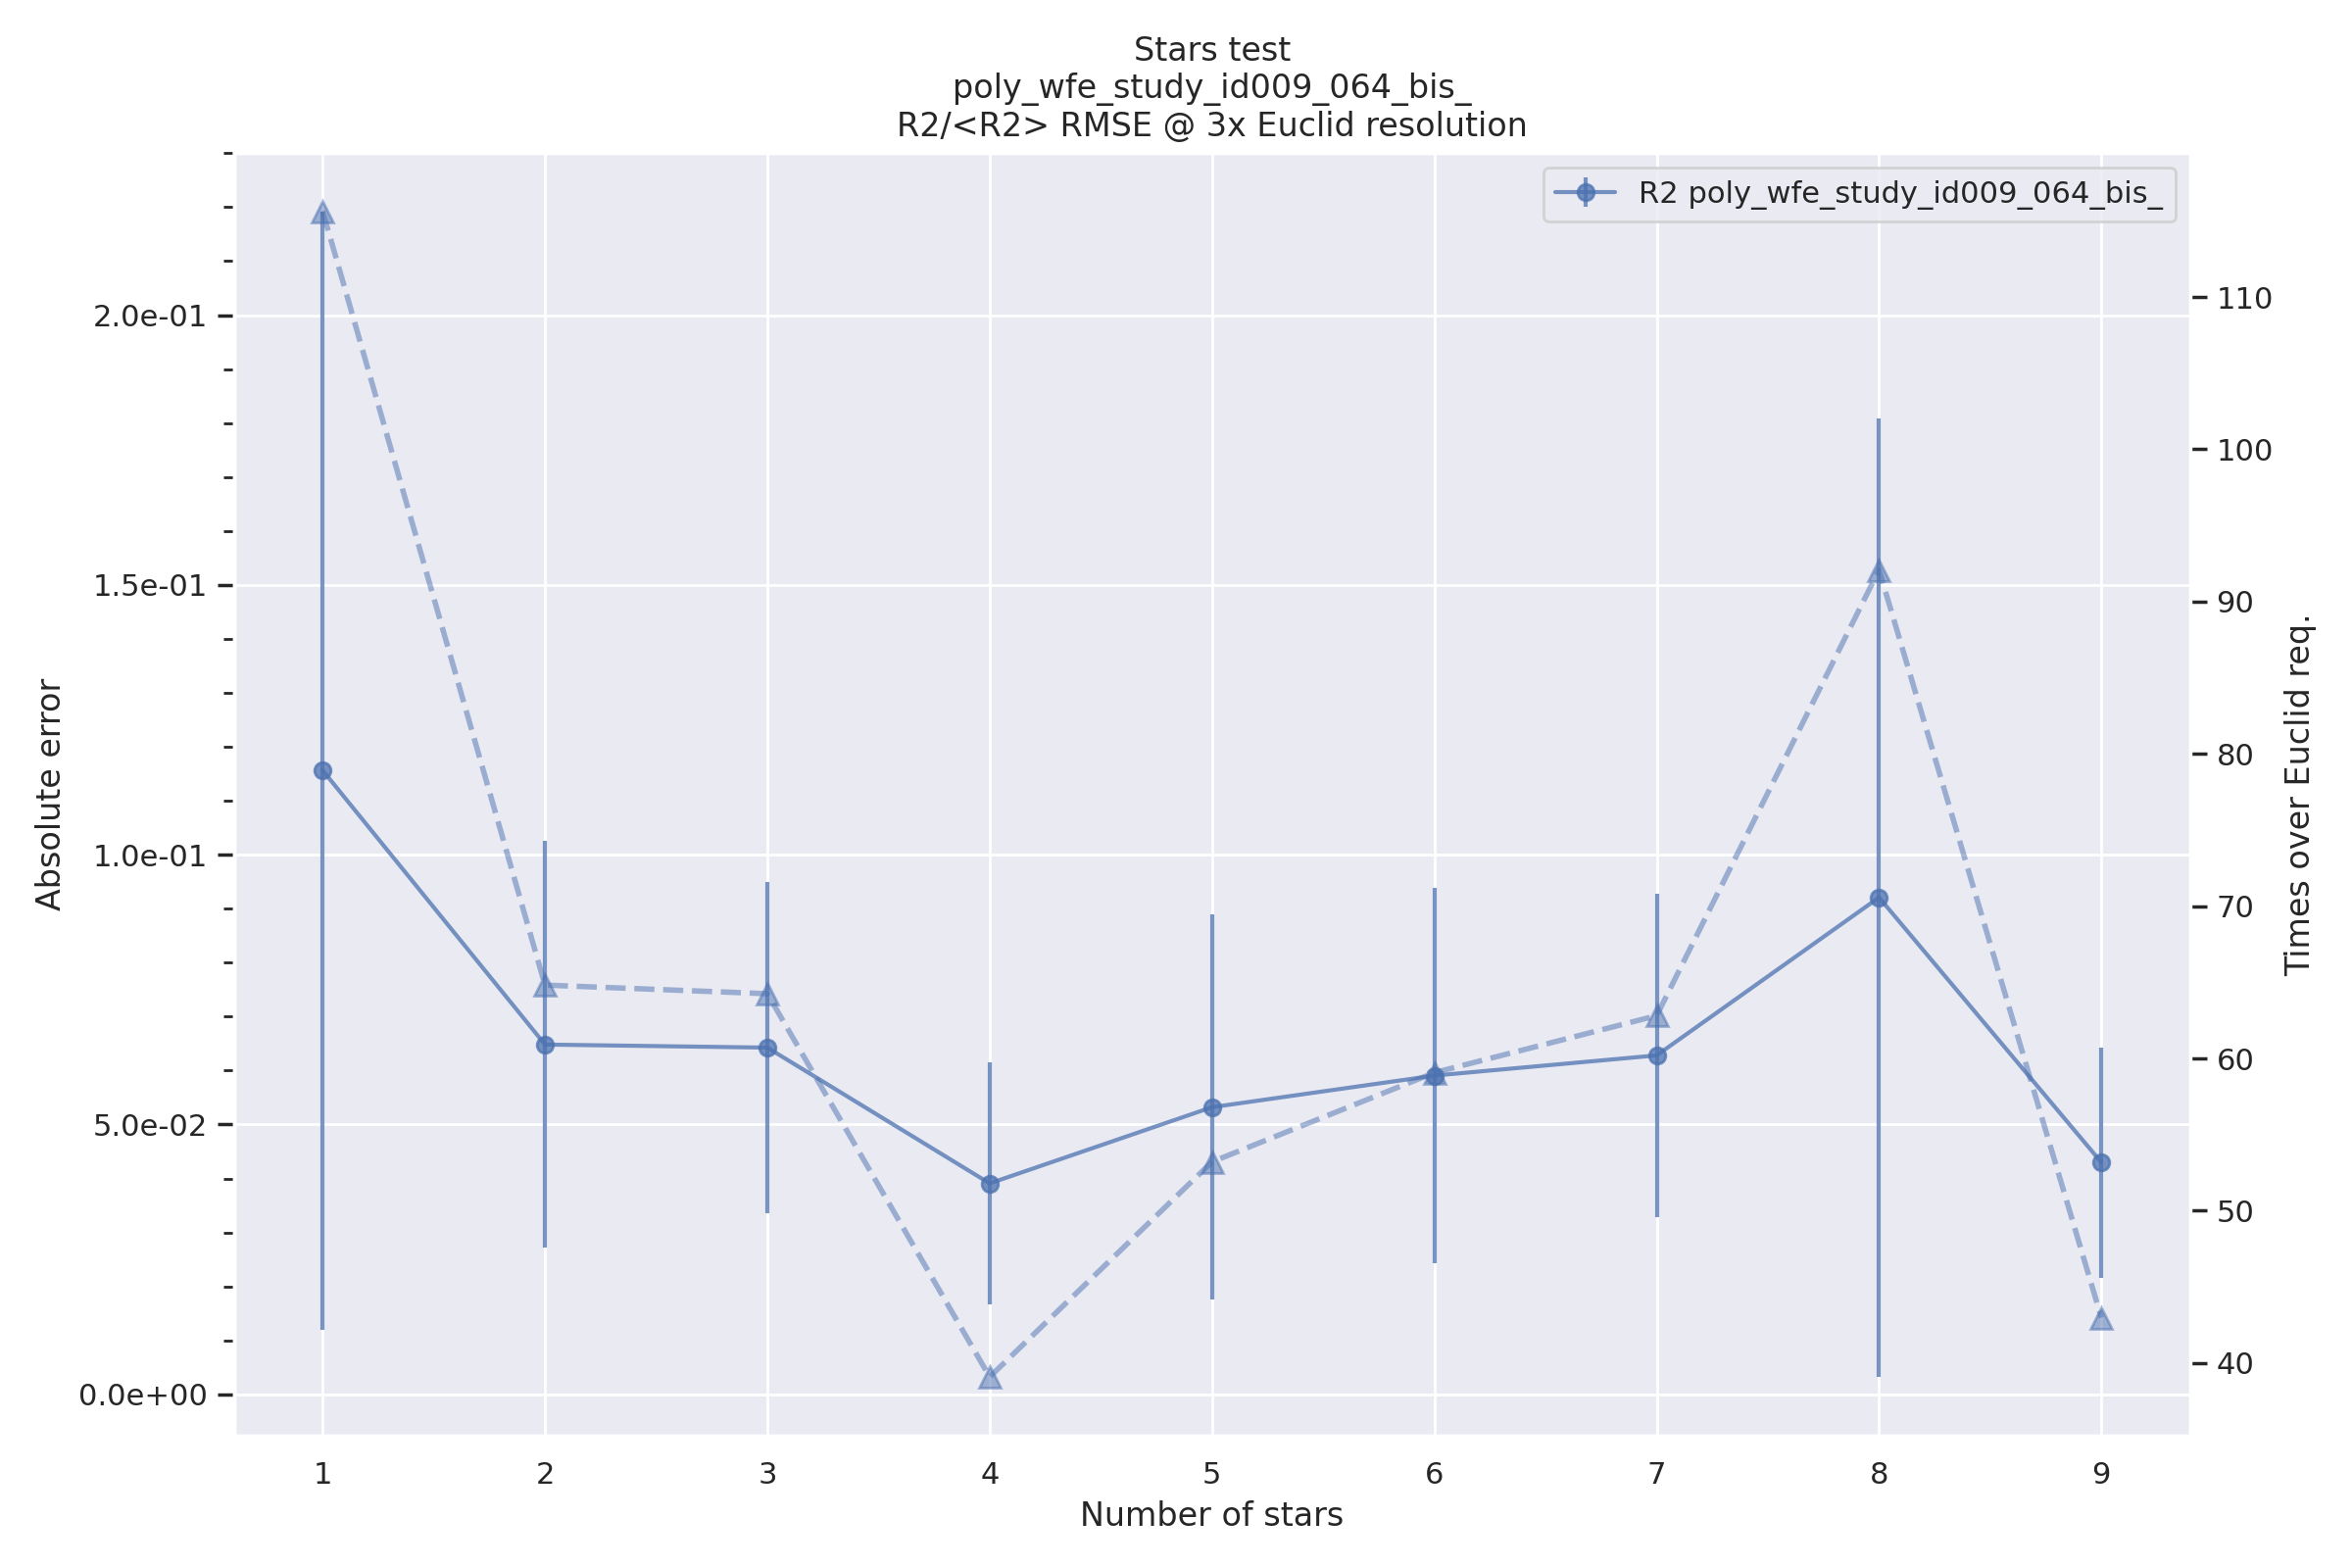 Stars test
poly_wfe_study_id009_064_bis_
R2/<R2> RMSE @ 3x Euclid resolution
R2 poly_wfe_study_id009_064_bis_
Absolute error
2.0e-01
1.5e-01
1.0e-01
5.0e-02
0.0e+00
110
100
90
80
70
60
50
40
Times over Euclid req.
1 2 3 4 5 6 7 8 9
Number of stars